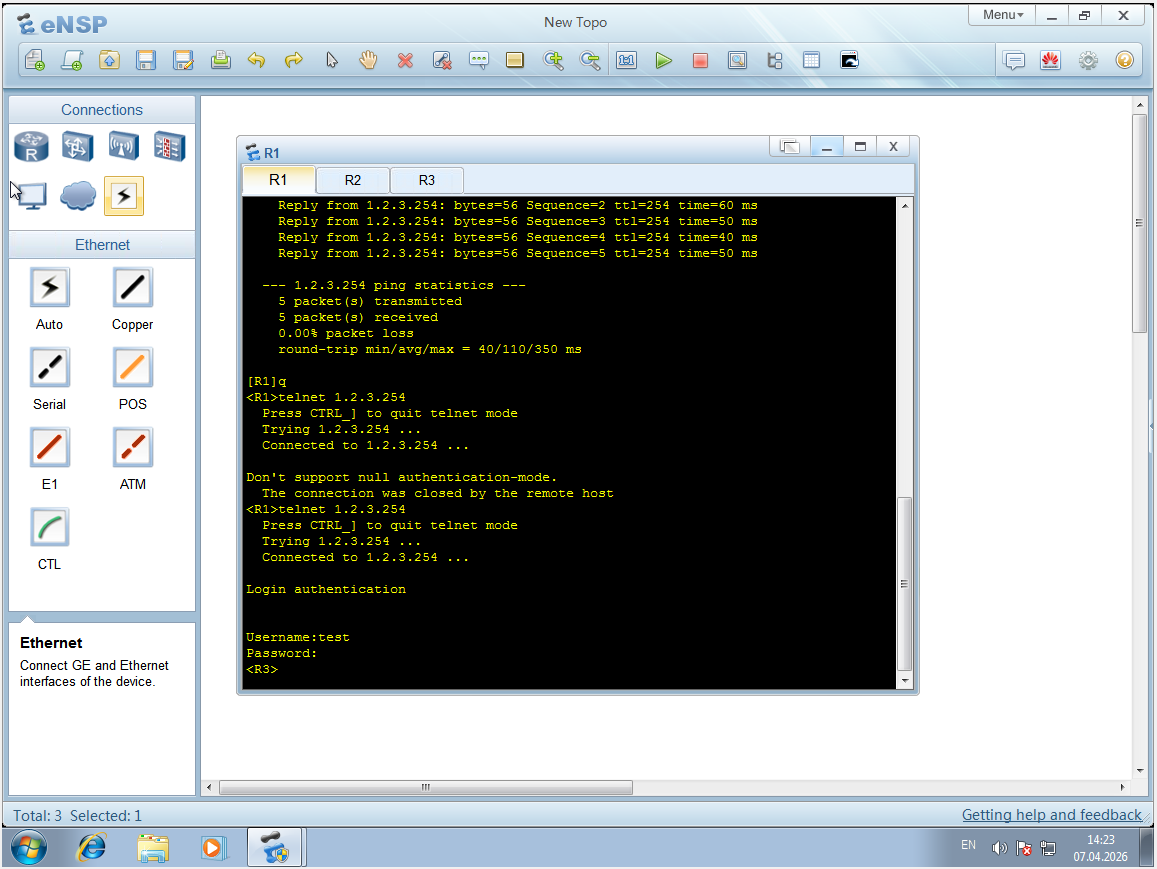 eNSP
New Topo
Menu
Connections
R
Ethernet
Auto
Copper
Serial
POS
E1
ATM
CTL
Ethernet
Connect GE and Ethernet
interfaces of the device.
R1
R1 R2 R3
Reply from 1.2.3.254: bytes=56 Sequence=2 ttl=254 time=60 ms
Reply from 1.2.3.254: bytes=56 Sequence=3 ttl=254 time=50 ms
Reply from 1.2.3.254: bytes=56 Sequence=4 ttl=254 time=40 ms
Reply from 1.2.3.254: bytes=56 Sequence=5 ttl=254 time=50 ms
--- 1.2.3.254 ping statistics ---
5 packet(s) transmitted
5 packet(s) received
0.00% packet loss
round-trip min/avg/max = 40/110/350 ms
[R1]q
<R1>telnet 1.2.3.254
Press CTRL_] to quit telnet mode
Trying 1.2.3.254 ...
Connected to 1.2.3.254 ...
Don't support null authentication-mode.
The connection was closed by the remote host
<R1>telnet 1.2.3.254
Press CTRL_] to quit telnet mode
Trying 1.2.3.254 ...
Connected to 1.2.3.254 ...
Login authentication
Username:test
Password:
<R3>
Total: 3 Selected: 1
Getting help and feedback
EN
14:23
07.04.2026